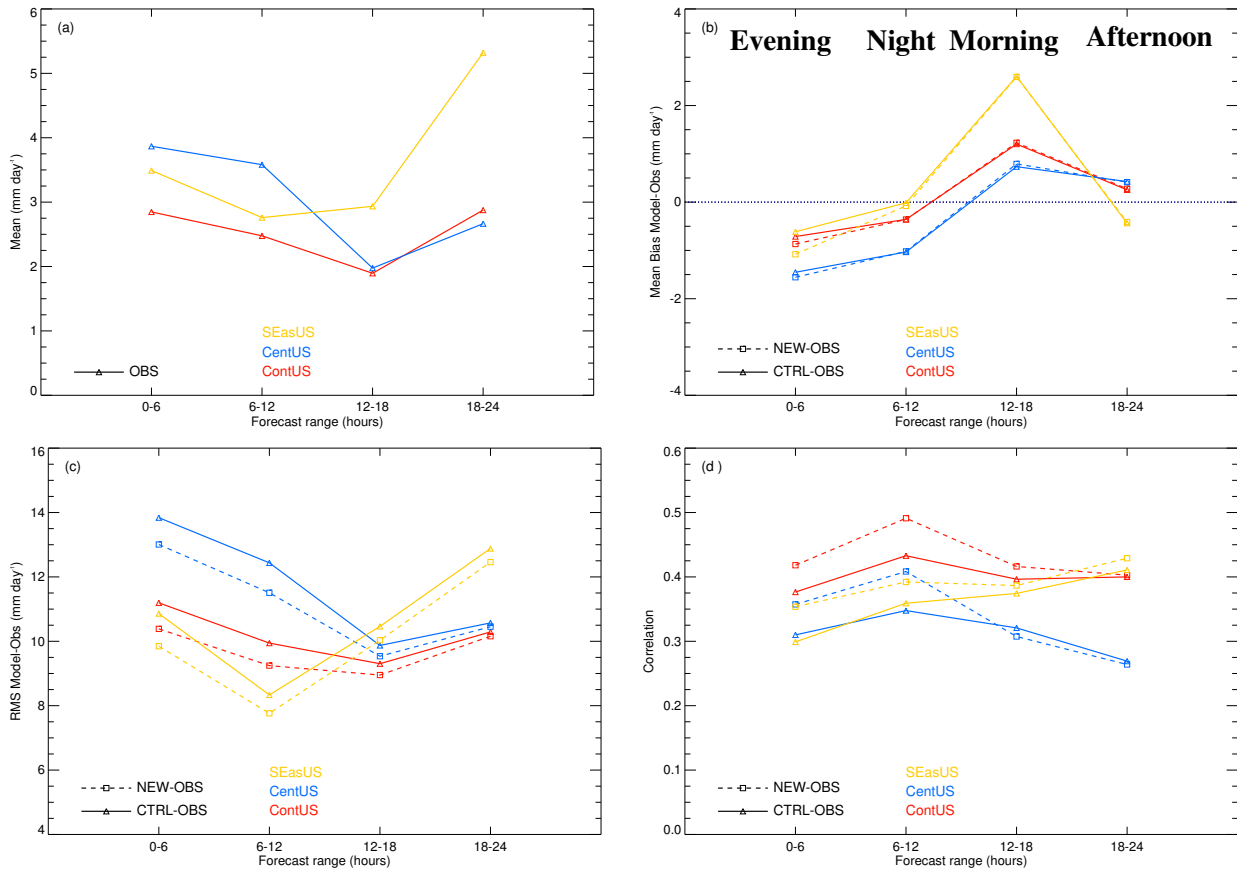 (a)
Mean (mm day-1)
6
5
4
3
2
1
0
SEasUS
CentUS
OBS
ContUS
0-6
6-12
12-18
18-24
Forecast range (hours)
(b)
Evening Night Morning Afternoon
Mean Bias Model-Obs (mm day-1)
4
2
0
-2
-4
SEasUS
NEW-OBS
CentUS
CTRL-OBS
ContUS
0-6
6-12
12-18
18-24
Forecast range (hours)
(c)
RMS Model-Obs (mm day-1)
16
14
12
10
8
6
4
SEasUS
NEW-OBS
CentUS
CTRL-OBS
ContUS
0-6
6-12
12-18
18-24
Forecast range (hours)
(d )
Correlation
0.6
0.5
0.4
0.3
0.2
0.1
0.0
SEasUS
NEW-OBS
CentUS
CTRL-OBS
ContUS
0-6
6-12
12-18
18-24
Forecast range (hours)